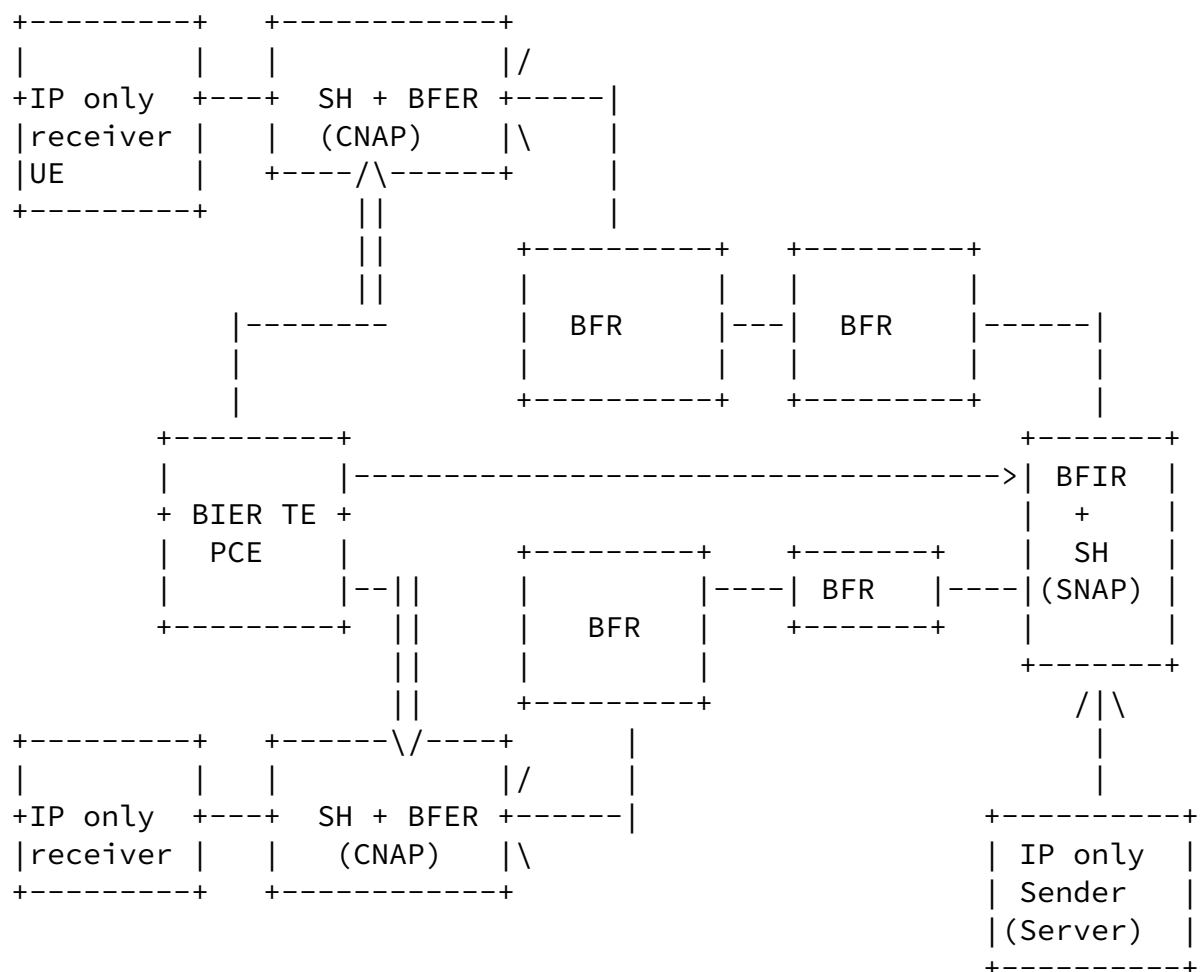 IP only
receiver
UE
SH + BFER
(CNAP)
BFR
BFR
BIER TE
PCE
BFIR
+
SH
(SNAP)
BFR
BFR
IP only
receiver
SH + BFER
(CNAP)
IP only
Sender
(Server)